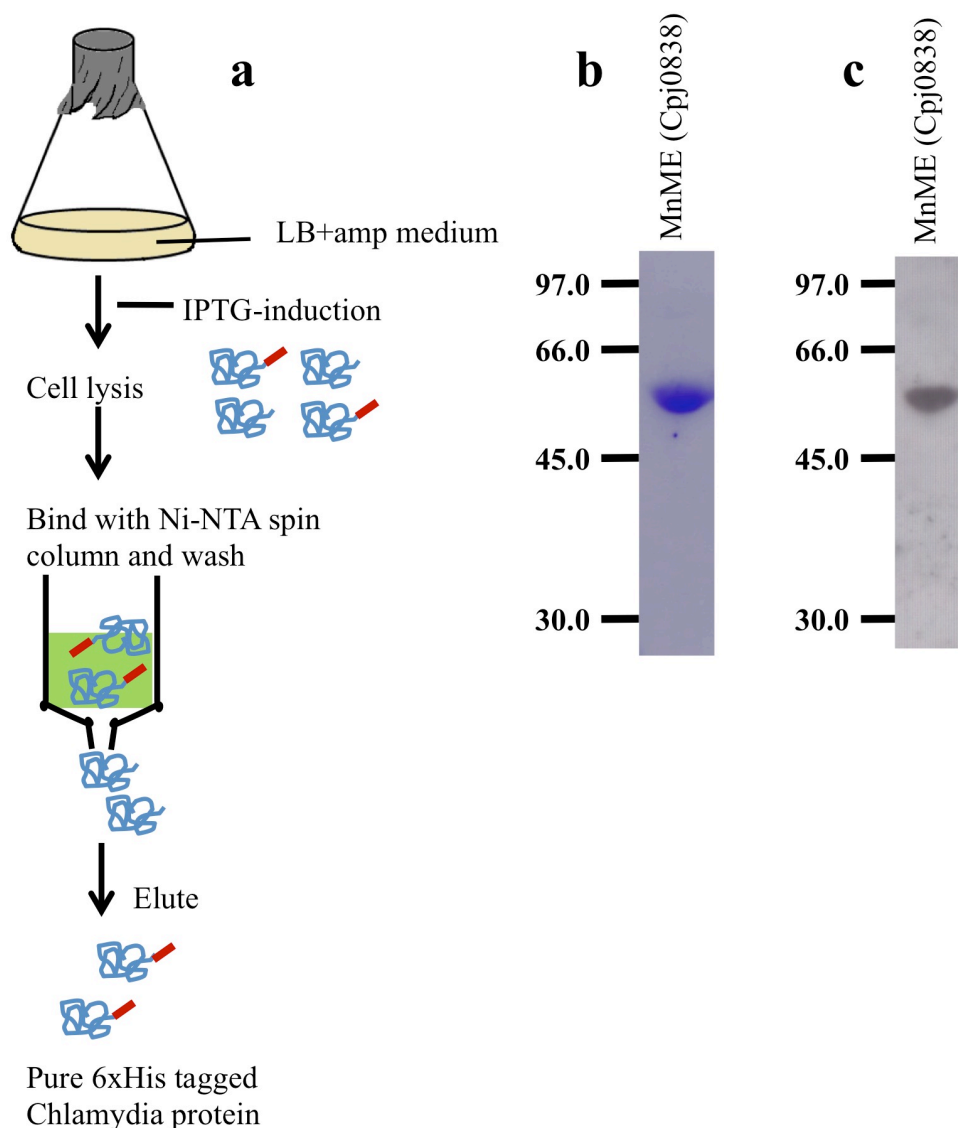 a
LB+amp medium
IPTG-induction
Cell lysis
Bind with Ni-NTA spin
column and wash
Elute
Pure 6xHis tagged
Chlamydia protein
b
MnME (Cpj0838)
97.0
66.0
45.0
30.0
c
MnME (Cpj0838)
97.0
66.0
45.0
30.0